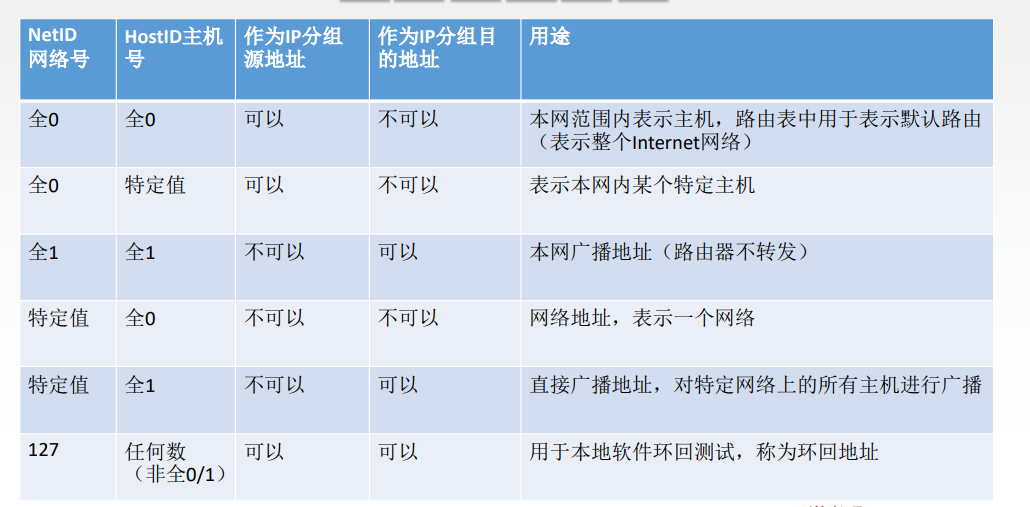 NetID 网络号 HostID主机号 作为IP分组源地址 作为IP分组目的地址 用途
全0 全0 可以 不可以 本网范围内表示主机，路由表中用于表示默认路由（表示整个Internet网络）
全0 特定值 可以 不可以 表示本网内某个特定主机
全1 全1 不可以 可以 本网广播地址（路由器不转发）
特定值 全0 不可以 不可以 网络地址，表示一个网络
特定值 全1 不可以 可以 直接广播地址，对特定网络上的所有主机进行广播
127 任何数（非全0/1） 可以 可以 用于本地软件环回测试，称为环回地址